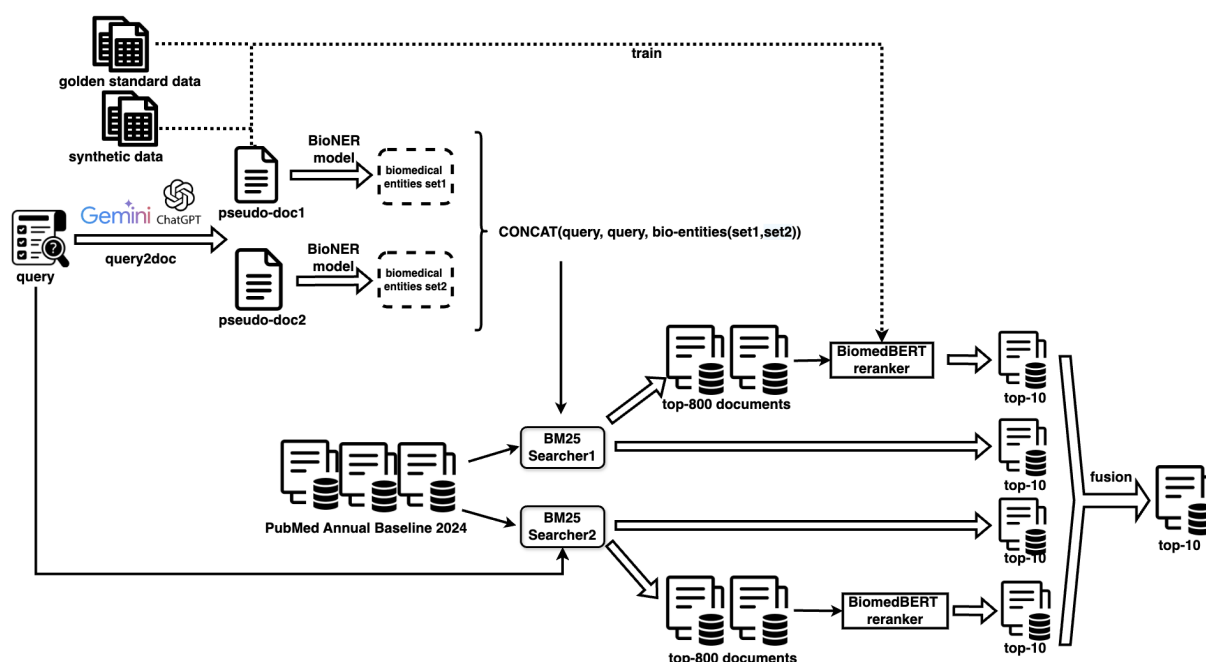 golden standard data
train
synthetic data
BioNER
model
biomedical
entities set1
pseudo-doc1
Gemini
ChatGPT
query2doc
query
CONCAT(query, query, bio-entities(set1,set2))
BioNER
model
biomedical
entities set2
pseudo-doc2
top-800 documents
BiomedBERT
reranker
top-10
BM25
Searcher1
top-10
PubMed Annual Baseline 2024
BM25
Searcher2
top-10
fusion
top-10
top-800 documents
BiomedBERT
reranker
top-10